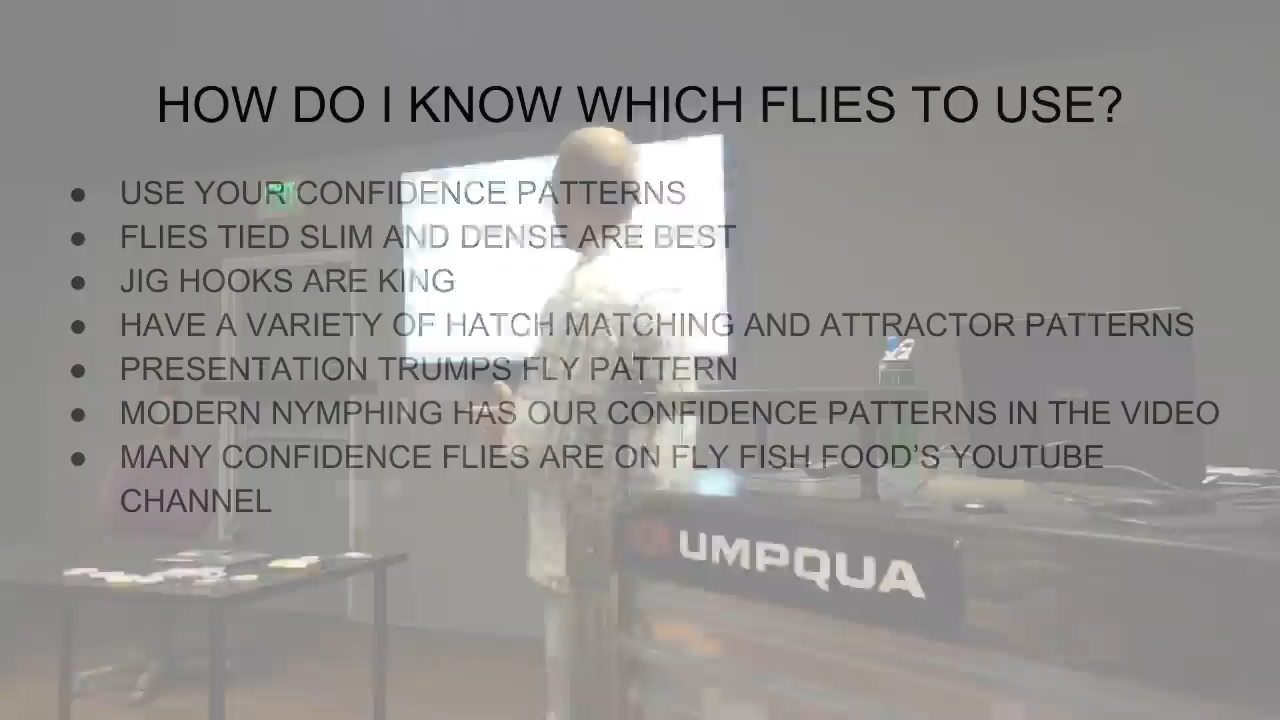 HOW DO I KNOW WHICH FLIES TO USE?
● USE YOUR CONFIDENCE PATTERNS
● FLIES TIED SLIM AND DENSE ARE BEST
● JIG HOOKS ARE KING
● HAVE A VARIETY OF HATCH MATCHING AND ATTRACTOR PATTERNS
● PRESENTATION TRUMPS FLY PATTERN
● MODERN NYMPHING HAS OUR CONFIDENCE PATTERNS IN THE VIDEO
● MANY CONFIDENCE FLIES ARE ON FLY FISH FOOD’S YOUTUBE
CHANNEL
UMPQUA